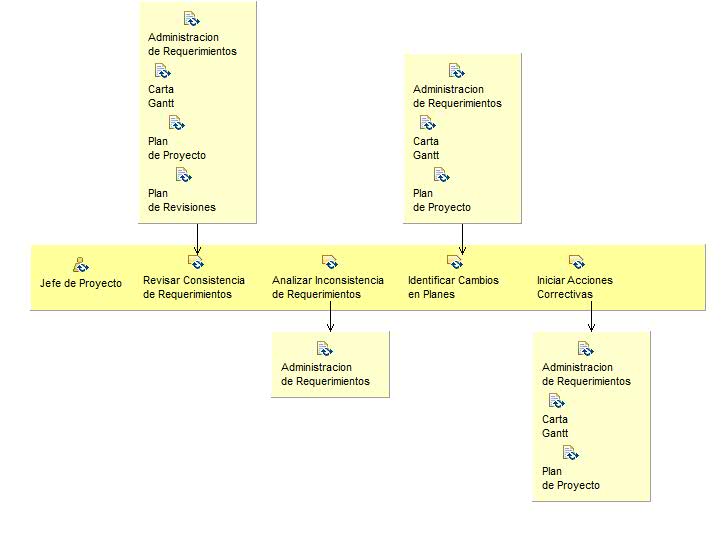 Administracion
de Requerimientos
Carta
Gantt
Plan
de Proyecto
Plan
de Revisiones
Administracion
de Requerimientos
Carta
Gantt
Plan
de Proyecto
Jefe de Proyecto
Revisar Consistencia
de Requerimientos
Analizar Inconsistencia
de Requerimientos
Identificar Cambios
en Planes
Iniciar Acciones
Correctivas
Administracion
de Requerimientos
Administracion
de Requerimientos
Carta
Gantt
Plan
de Proyecto